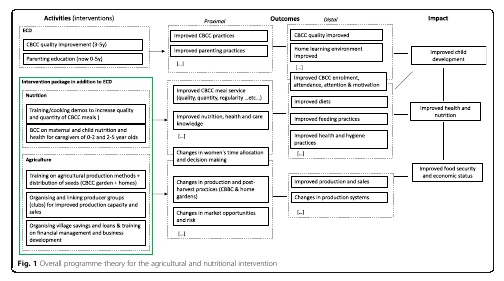 Activities (interventions)
Outcomes
Impact
Proximal
Distal
ECD
CBCC quality improvement (3-5y)
Parenting education (now 0-5y)
Improved CBCC practices
Improved parenting practices
[...]
CBCC quality improved
Home learning environment
improved
[...]
Improved child
development
Intervention package in addition to ECD
Nutrition
Training/cooking demos to increase quality
and quantity of CBCC meals )
BCC on maternal and child nutrition and
health for caregivers of 0-2 and 2-5 year olds
Improved CBCC meal service
(quality, quantity, regularity ...etc...)
Improved nutrition, health and care
knowledge
[...]
Changes in women's time allocation
and decision making
Improved CBCC enrolment,
attendance, attention & motivation
Improved diets
Improved feeding practices
Improved health and hygiene
practices
[...]
Improved health and
nutrition
Agriculture
Training on agricultural production methods +
distribution of seeds (CBCC garden + homes)
Organising and linking producer groups
(clubs) for improved production capacity and
sales
Organising village savings and loans & training
on financial management and business
development
Changes in production and post-
harvest practices (CBBC & home
gardens)
Changes in market opportunities
and risk
[...]
Improved production and sales
Changes in production systems
[...]
Improved food security
and economic status
Fig. 1 Overall programme theory for the agricultural and nutritional intervention